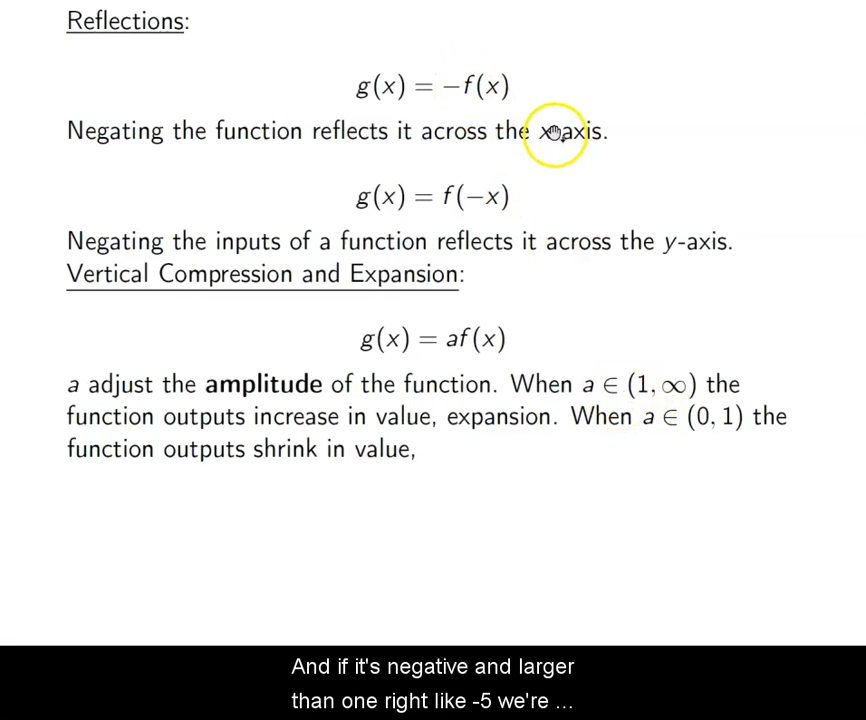 Reflections:
g(x) = −f(x)
Negating the function reflects it across the x-axis.
g(x) = f(−x)
Negating the inputs of a function reflects it across the y-axis.
Vertical Compression and Expansion:
g(x) = af(x)
a adjust the amplitude of the function. When a ∈ (1, ∞) the
function outputs increase in value, expansion. When a ∈ (0, 1) the
function outputs shrink in value,
And if it's negative and larger
than one right like -5 we're ...